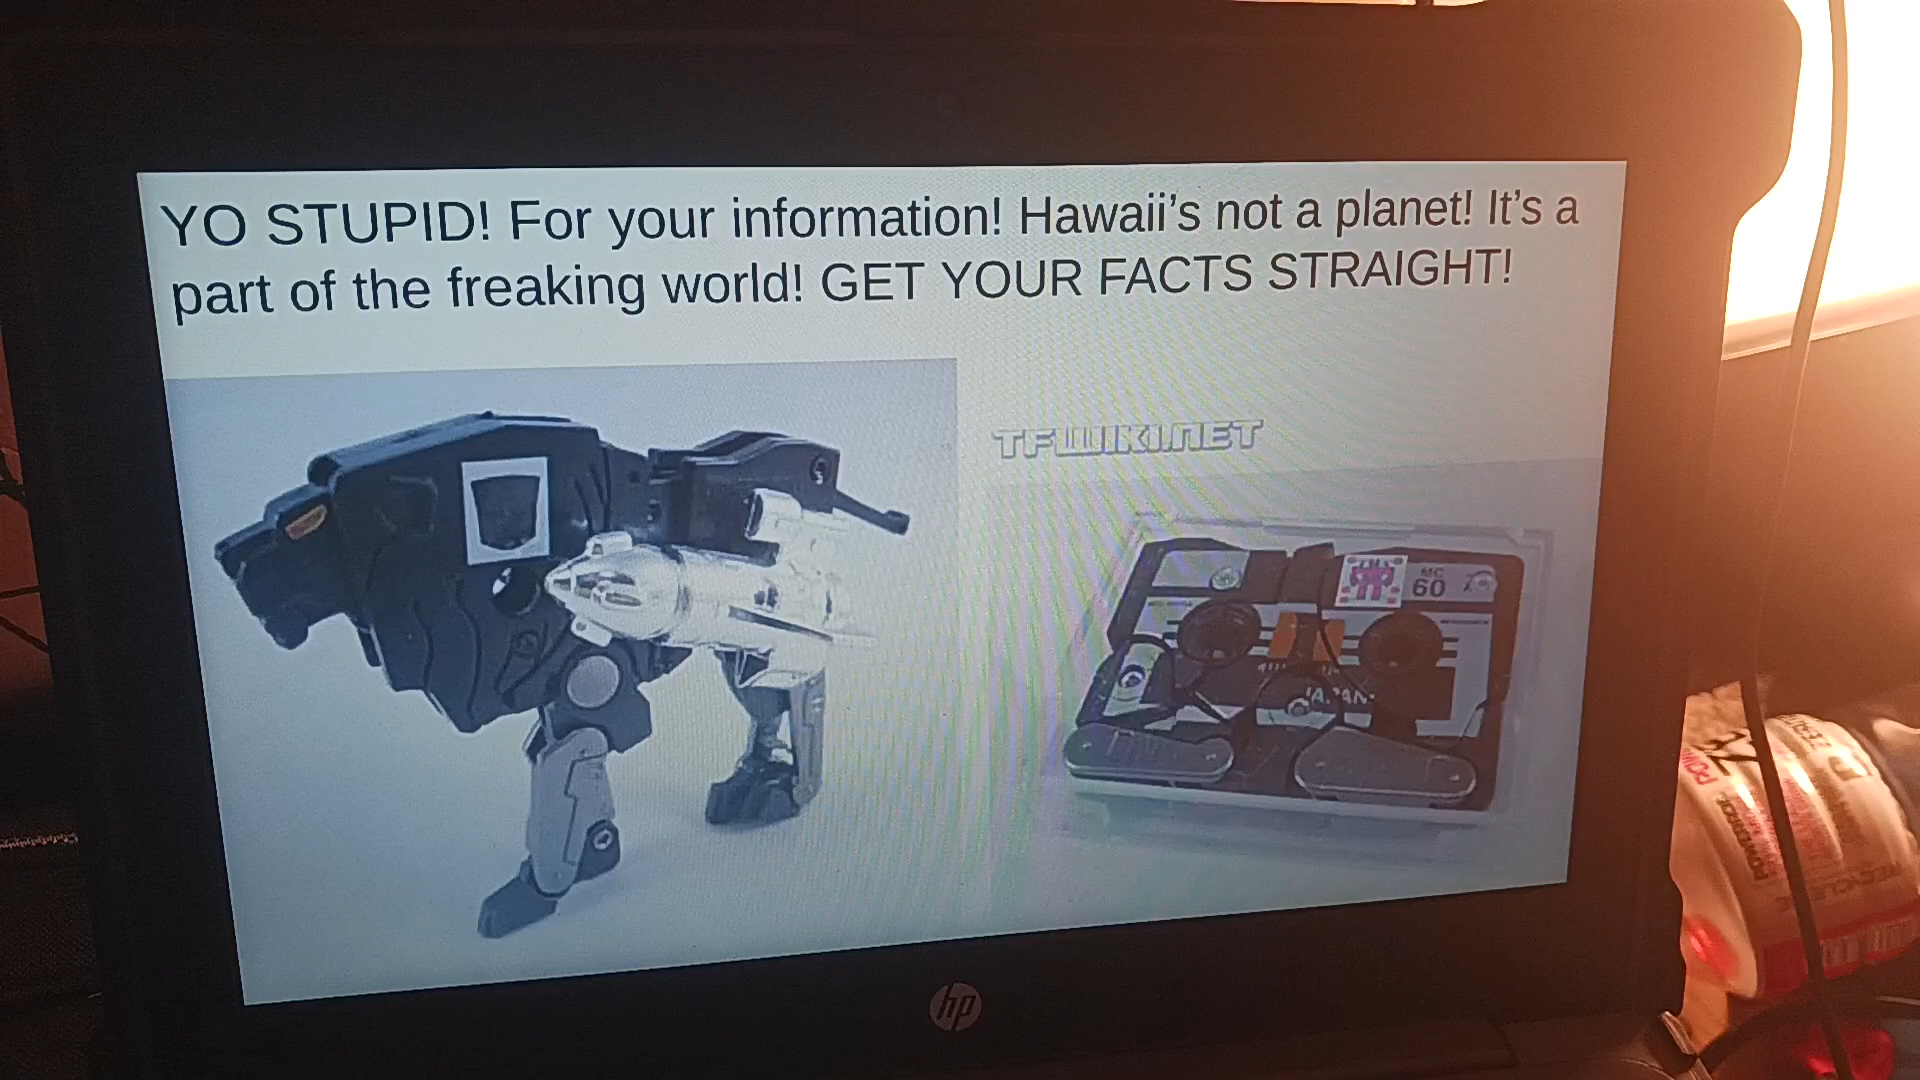 YO STUPID! For your information! Hawaii's not a planet! It's a
part of the freaking world! GET YOUR FACTS STRAIGHT!
TFWIKI.NET
MC
60
JAPAN
hp